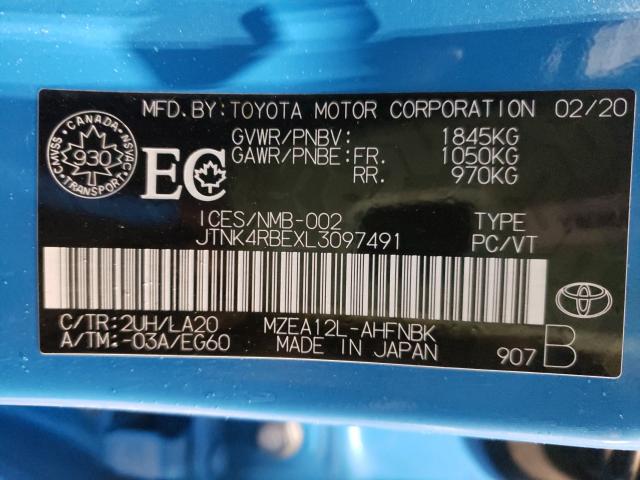 MFD. BY: TOYOTA MOTOR CORPORATION 02/20
GVWR/PNBV: 1845KG
GAWR/PNBE: FR. 1050KG
RR. 970KG
CANADA
CMVSS NSVAC
930
TRANSPORT
EC
ICES/NMB-002 TYPE
JTNK4RBEXL3097491 PC/VT
C/TR: 2UH/LA20 MZEA12L-AHFNBK
A/TM: -03A/EG60 MADE IN JAPAN
907 B